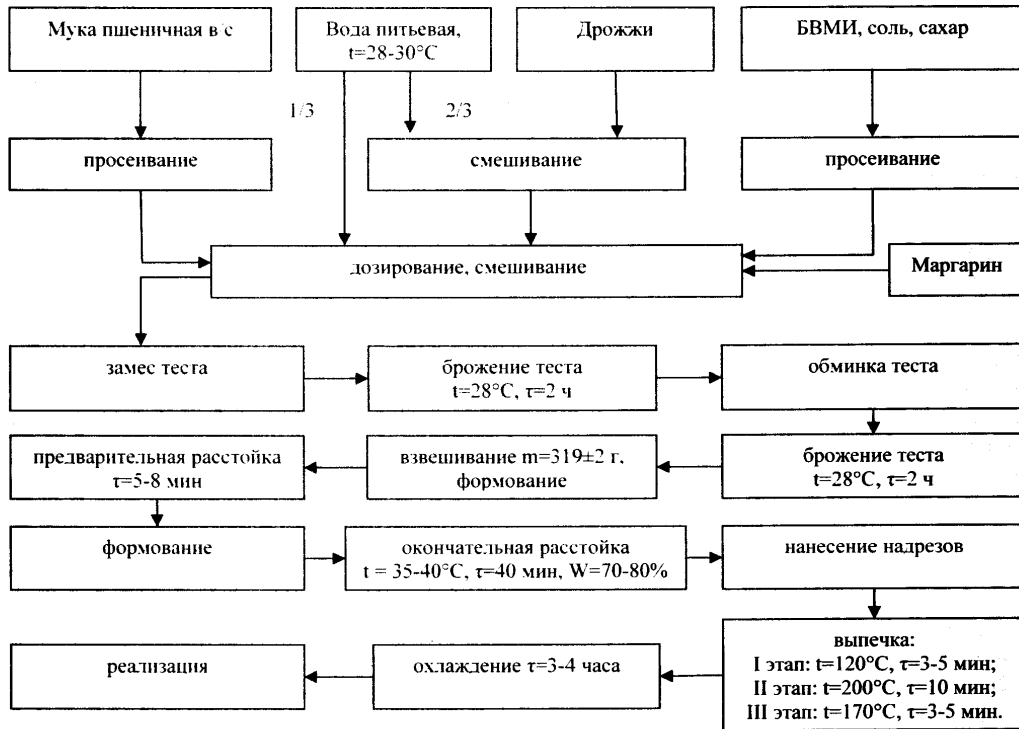 Мука пшеничная в с
Вода питьевая,
t=28-30°С
Дрожжи
БВМИ, соль, сахар
1/3
2/3
просеивание
смешивание
просеивание
дозирование, смешивание
Маргарин
замес теста
брожение теста
t=28°С, τ=2 ч
обминка теста
предварительная расстойка
τ=5-8 мин
взвешивание m=319±2 г,
формование
брожение теста
t=28°С, τ=2 ч
формование
окончательная расстойка
t = 35-40°С, τ=40 мин, W=70-80%
нанесение надрезов
реализация
охлаждение τ=3-4 часа
выпечка:
I этап: t=120°С, τ=3-5 мин;
II этап: t=200°С, τ=10 мин;
III этап: t=170°С, τ=3-5 мин.